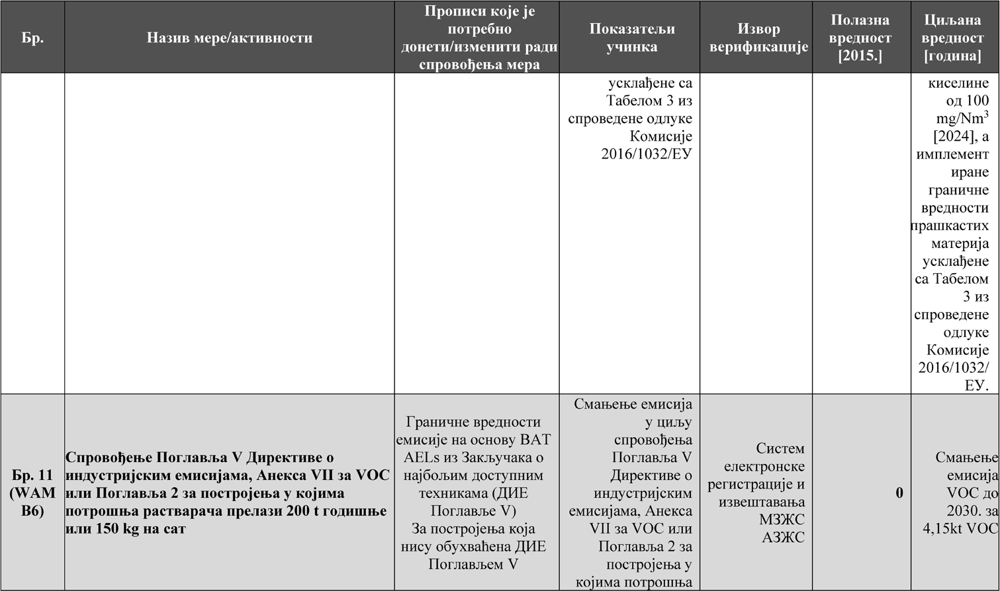 Бр.
Назив мере/активности
Прописи које је
потребно
донети/изменити ради
спровођења мера
Показатељи
учинка
Извор
верификације
Полазна
вредност
[2015.]
Циљана
вредност
[година]
усклађене са
Табелом 3 из
спроведене одлуке
Комисије
2016/1032/ЕУ
киселине
од 100
mg/Nm³
[2024], а
имплемент
иране
граничне
вредности
прашкастих
материја
усклађене
са Табелом
3 из
спроведене
одлуке
Комисије
2016/1032/
ЕУ.
Бр. 11
(WAM
B6)
Спровођење Поглавља V Директиве о
индустријским емисијама, Анекса VII за VOC
или Поглавља 2 за постројења у којима
потрошња растварача прелази 200 t годишње
или 150 kg на сат
Граничне вредности
емисије на основу BAT
AELs из Закључака о
најбољим доступним
техникама (ДИЕ
Поглавље V)
За постројења која
нису обухваћена ДИЕ
Поглављем V
Смањење емисија
у циљу
спровођења
Поглавља V
Директиве о
индустријским
емисијама, Анекса
VII за VOC или
Поглавља 2 за
постројења у
којима потрошња
Систем
електронске
регистрације и
извештавања
МЗЖС
АЗЖС
0
Смањење
емисија
VOC до
2030. за
4,15kt VOC